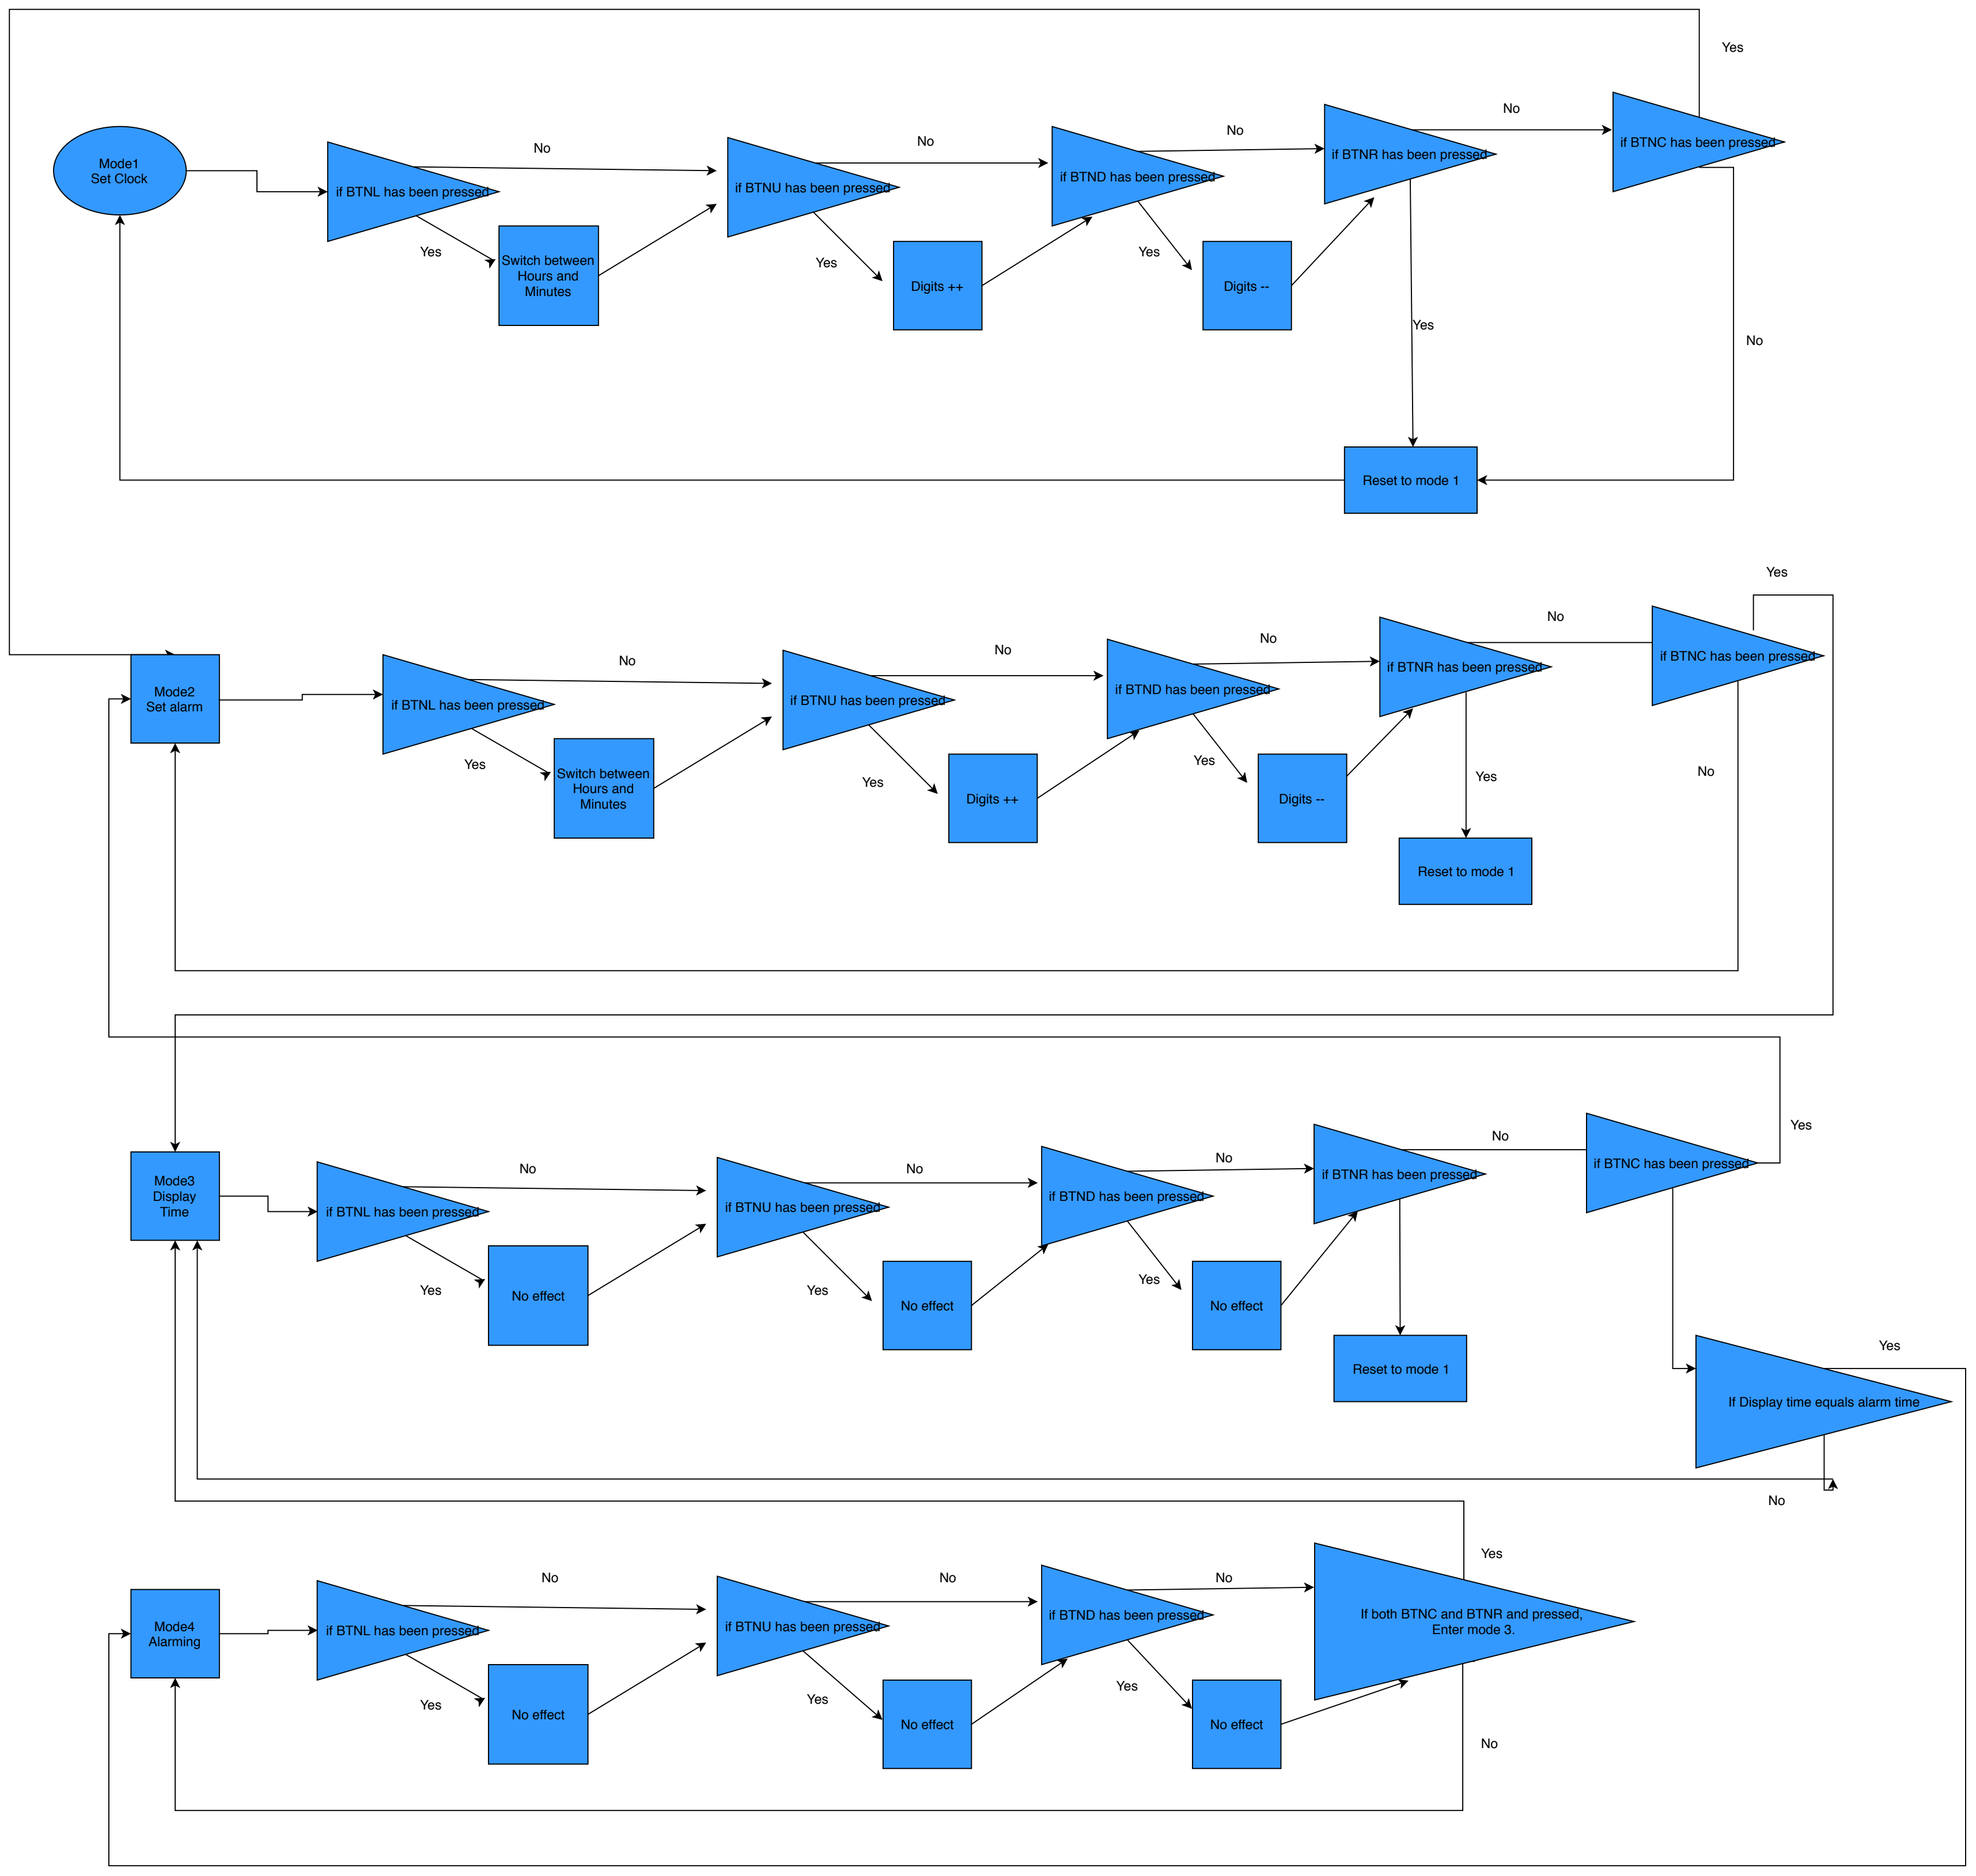 Yes
No
No
No
No
Mode1
Set Clock
if BTNL has been pressed
if BTNU has been pressed
if BTND has been pressed
if BTNR has been pressed
if BTNC has been pressed
Yes
Switch between
Hours and
Minutes
Yes
Digits ++
Yes
Digits --
Yes
No
Reset to mode 1
Yes
No
No
No
No
Mode2
Set alarm
if BTNL has been pressed
if BTNU has been pressed
if BTND has been pressed
if BTNR has been pressed
if BTNC has been pressed
Yes
Switch between
Hours and
Minutes
Yes
Digits ++
Yes
Digits --
Yes
No
Reset to mode 1
No
No
No
No
Yes
Mode3
Display
Time
if BTNL has been pressed
if BTNU has been pressed
if BTND has been pressed
if BTNR has been pressed
if BTNC has been pressed
Yes
No effect
Yes
No effect
Yes
No effect
Reset to mode 1
Yes
If Display time equals alarm time
No
No
No
No
Yes
Mode4
Alarming
if BTNL has been pressed
if BTNU has been pressed
if BTND has been pressed
If both BTNC and BTNR and pressed,
Enter mode 3.
Yes
No effect
Yes
No effect
Yes
No effect
No